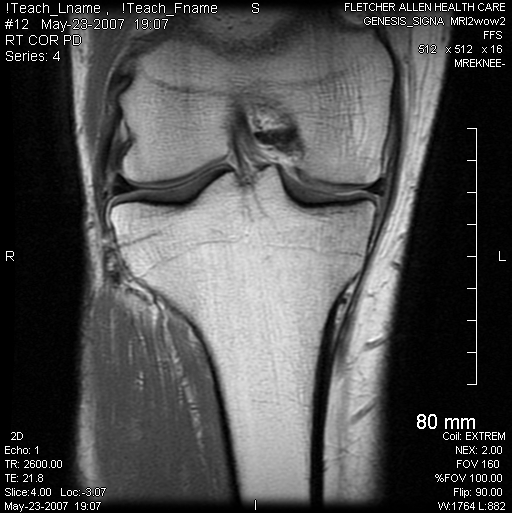 !Teach_Lname , !Teach_Fname
#12 May-23-2007 19:07
RT COR PD
Series: 4
S
FLETCHER ALLEN HEALTH CARE
GENESIS_SIGNA MRI2wow2
FFS
512 x 512 x 16
MREKNEE-
R
L
80 mm
2D
Echo: 1
TR: 2600.00
TE: 21.8
Slice:4.00 Loc:-3.07
May-23-2007 19:07
I
Coil: EXTREM
NEX: 2.00
FOV 160
%FOV 100.00
Flip: 90.00
W:1764 L:882